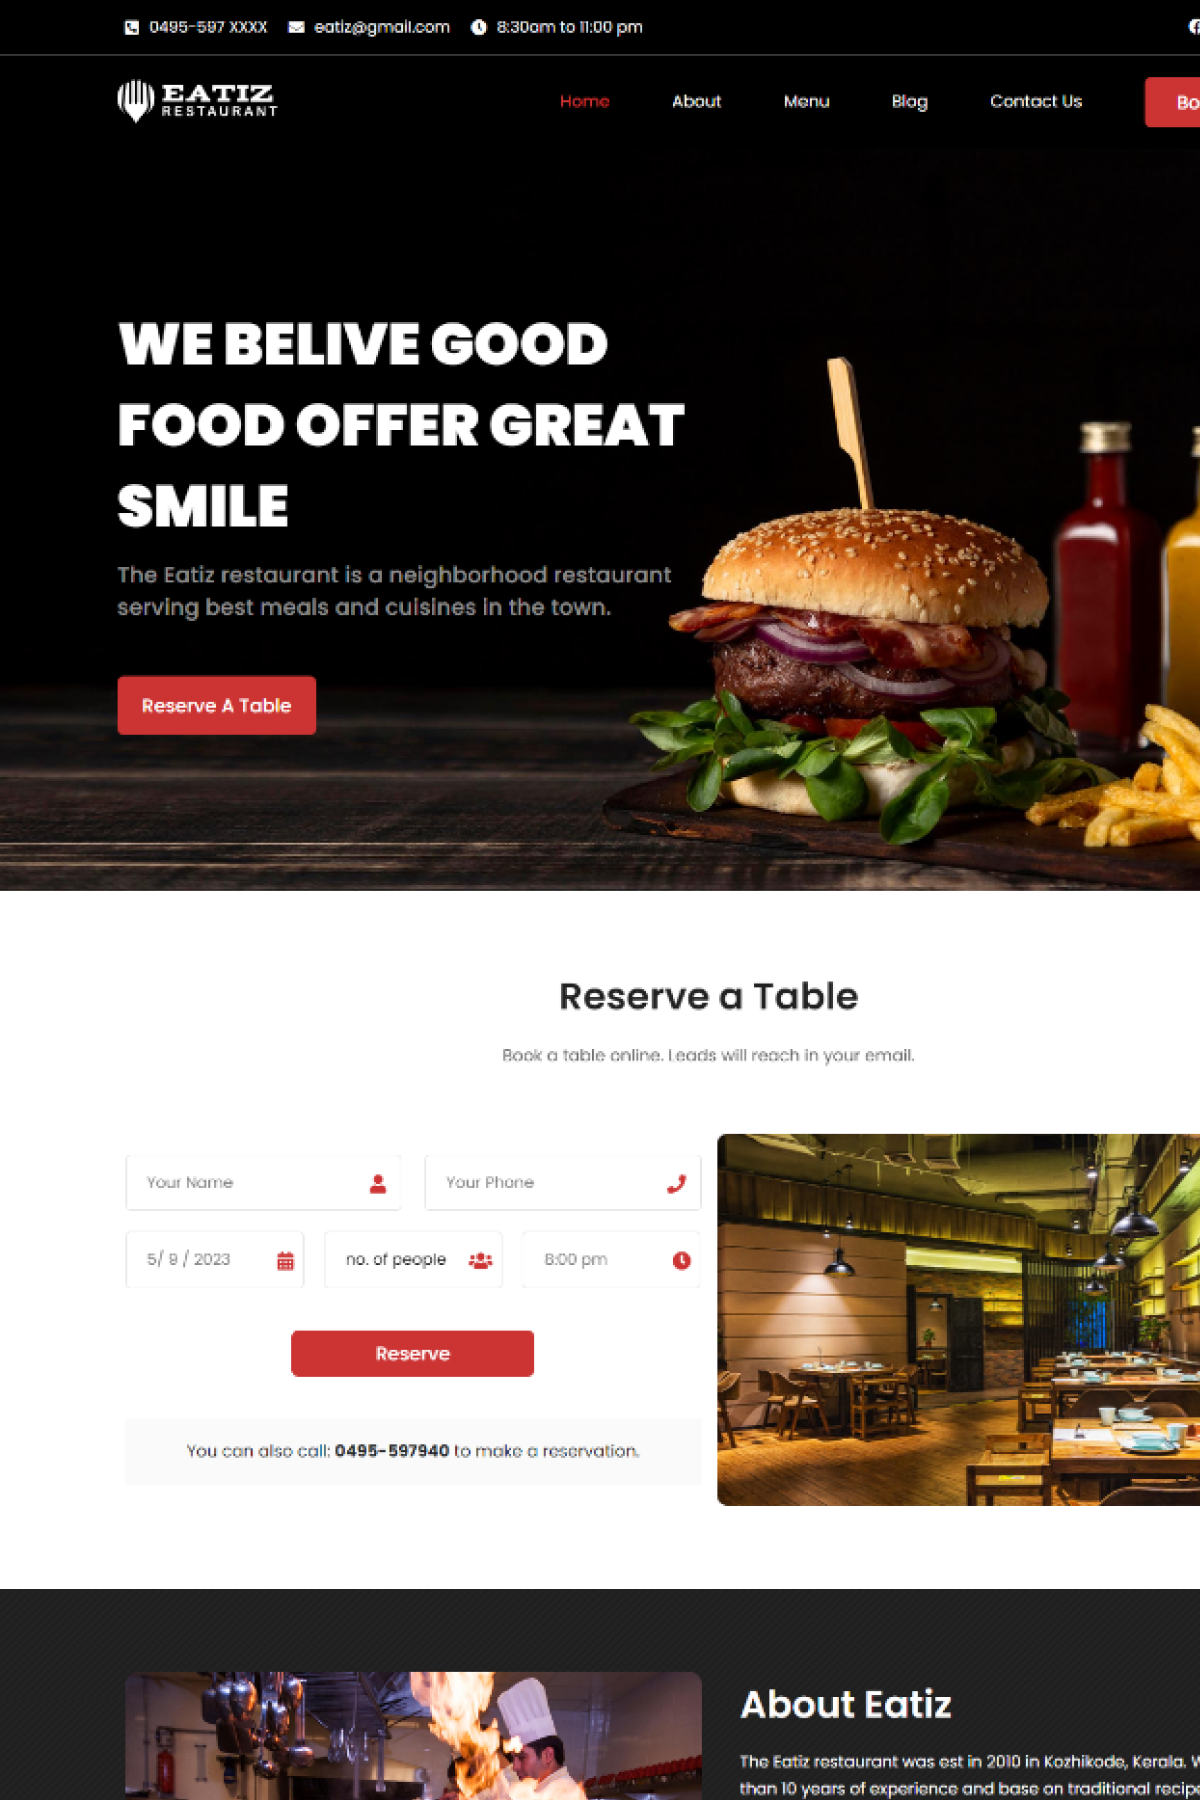 0495-597 XXXX eatiz@gmail.com 8:30am to 11:00 pm
EATIZ
RESTAURANT
Home About Menu Blog Contact Us Bo
WE BELIVE GOOD
FOOD OFFER GREAT
SMILE
The Eatiz restaurant is a neighborhood restaurant
serving best meals and cuisines in the town.
Reserve A Table
Reserve a Table
Book a table online. Leads will reach in your email.
Your Name Your Phone
5/ 9 / 2023 no. of people 8:00 pm
Reserve
You can also call: 0495-597940 to make a reservation.
About Eatiz
The Eatiz restaurant was est in 2010 in Kozhikode, Kerala. W
than 10 years of experience and base on traditional recipe